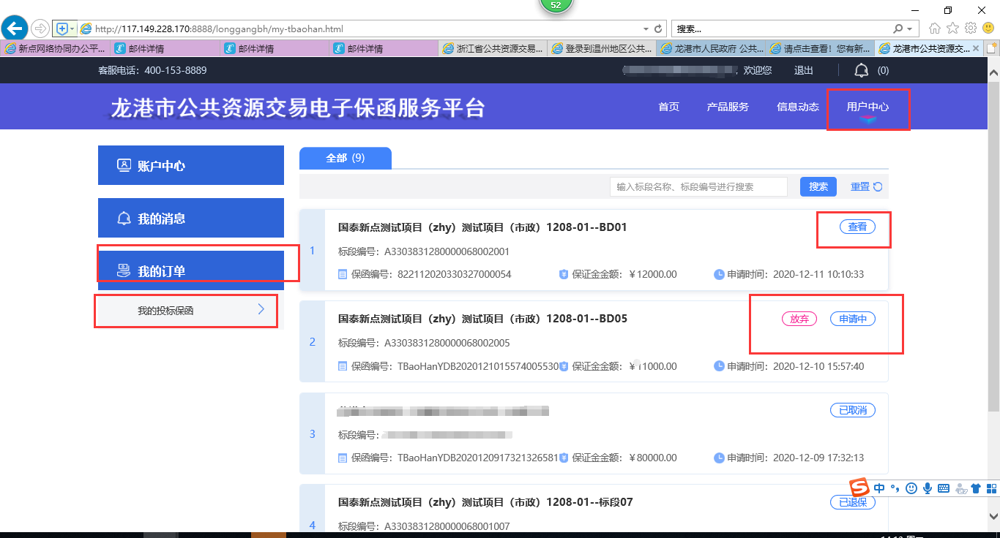 52
http://117.149.228.170:8888/longgangbh/my-tbaohan.html
搜索...
新点网络协同办公平...
邮件详情
邮件详情
邮件详情
浙江省公共资源交易...
登录到温州地区公共...
龙港市人民政府 公共...
请点击查看！您有新...
龙港市公共资源交...
客服电话：400-153-8889
，欢迎您
退出
(0)
龙港市公共资源交易电子保函服务平台
首页
产品服务
信息动态
用户中心
账户中心
我的消息
我的订单
我的投标保函
全部 (9)
输入标段名称、标段编号进行搜索
搜索
重置
1
国泰新点测试项目（zhy）测试项目（市政）1208-01--BD01
查看
标段编号：A3303831280000068002001
保函编号：822112020330327000054
保证金金额：￥12000.00
申请时间：2020-12-11 10:10:33
2
国泰新点测试项目（zhy）测试项目（市政）1208-01--BD05
放弃
申请中
标段编号：A3303831280000068002005
保函编号：TBaoHanYDB2020121015574005530
保证金金额：￥11000.00
申请时间：2020-12-10 15:57:40
3
已取消
标段编号：
保函编号：TBaoHanYDB2020120917321326581
保证金金额：￥80000.00
申请时间：2020-12-09 17:32:13
4
国泰新点测试项目（zhy）测试项目（市政）1208-01--标段07
已退保
标段编号：A3303831280000068001007
中